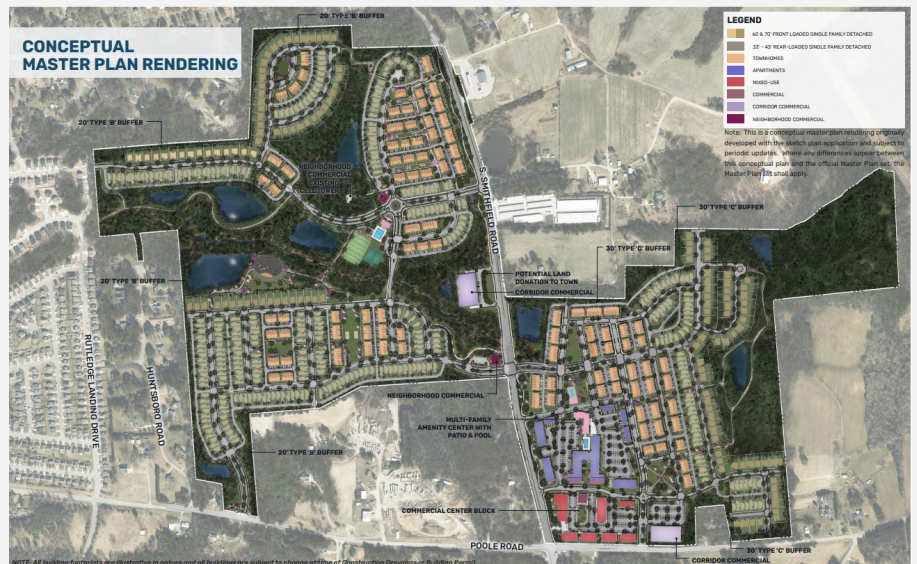 CONCEPTUAL
MASTER PLAN RENDERING
20' TYPE 'B' BUFFER
20' TYPE 'B' BUFFER
LEGEND
60 & 70' FRONT LOADED SINGLE FAMILY DETACHED
33' - 43' REAR-LOADED SINGLE FAMILY DETACHED
TOWNHOMES
APARTMENTS
MIXED-USE
COMMERCIAL
CORRIDOR COMMERCIAL
NEIGHBORHOOD COMMERCIAL
Note: This is a conceptual master plan rendering originally
developed with the sketch plan application and subject to
periodic updates. Where any differences appear between
this conceptual plan and the official Master Plan set, the
Master Plan set shall apply.
NEIGHBORHOOD
COMMERCIAL
EXISTING
CELL TOWER
S. SMITHFIELD ROAD
30' TYPE 'C' BUFFER
30' TYPE 'C' BUFFER
20' TYPE 'B' BUFFER
POTENTIAL LAND
DONATION TO TOWN
CORRIDOR COMMERCIAL
RUTLEDGE LANDING DRIVE
HUNTSBORO ROAD
NEIGHBORHOOD COMMERCIAL
MULTI-FAMILY
AMENITY CENTER WITH
PATIO & POOL
20' TYPE 'B' BUFFER
COMMERCIAL CENTER BLOCK
POOLE ROAD
30' TYPE 'C' BUFFER
CORRIDOR COMMERCIAL
NOTE: All building footprints are illustrative in nature and all buildings are subject to change at time of Construction Drawings or Building Permit